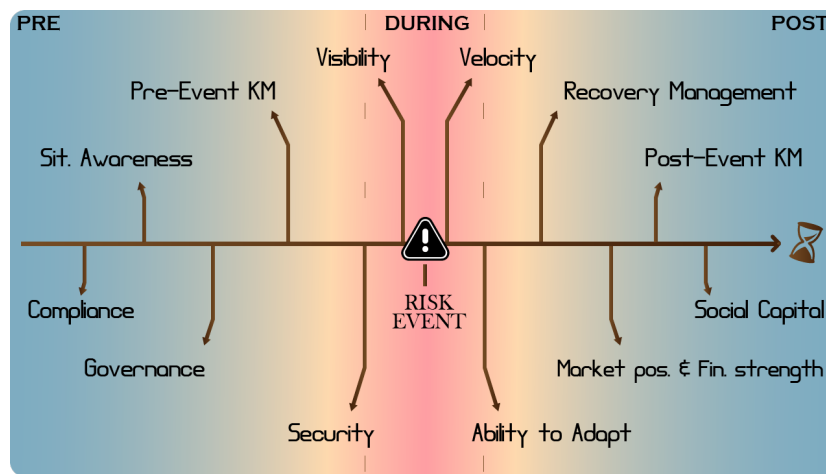 PRE
DURING
POST
Visibility
Velocity
Pre-Event KM
Recovery Management
Sit. Awareness
Post-Event KM
Compliance
RISK
EVENT
Social Capital
Governance
Market pos. & Fin. strength
Security
Ability to Adapt